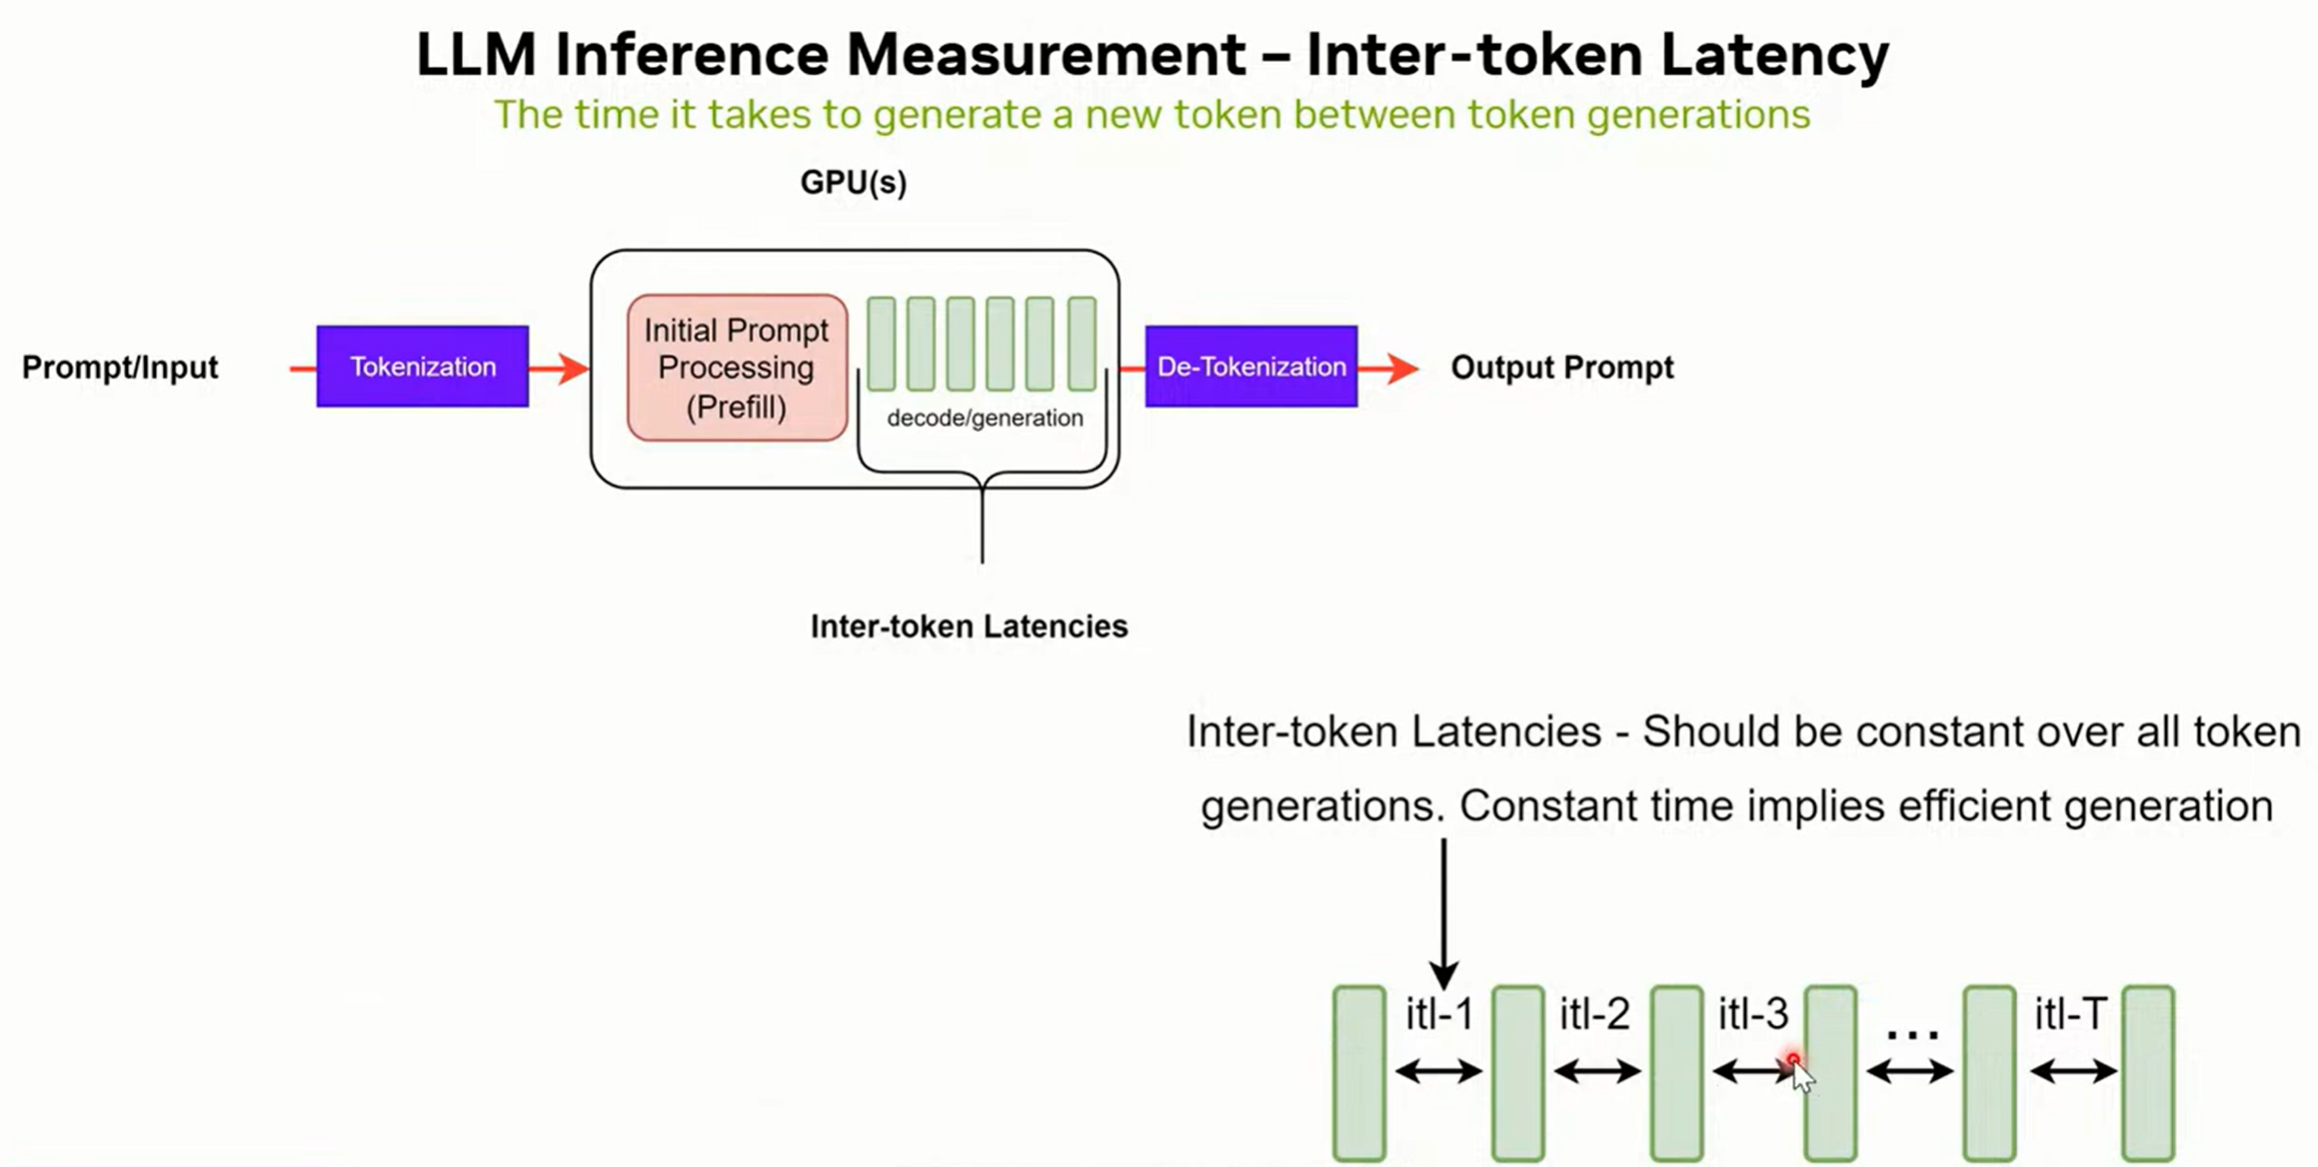 LLM Inference Measurement – Inter-token Latency
The time it takes to generate a new token between token generations
GPU(s)
Prompt/Input
Tokenization
Initial Prompt
Processing
(Prefill)
decode/generation
De-Tokenization
Output Prompt
Inter-token Latencies
Inter-token Latencies - Should be constant over all token
generations. Constant time implies efficient generation
itl-1
itl-2
itl-3
...
itl-T